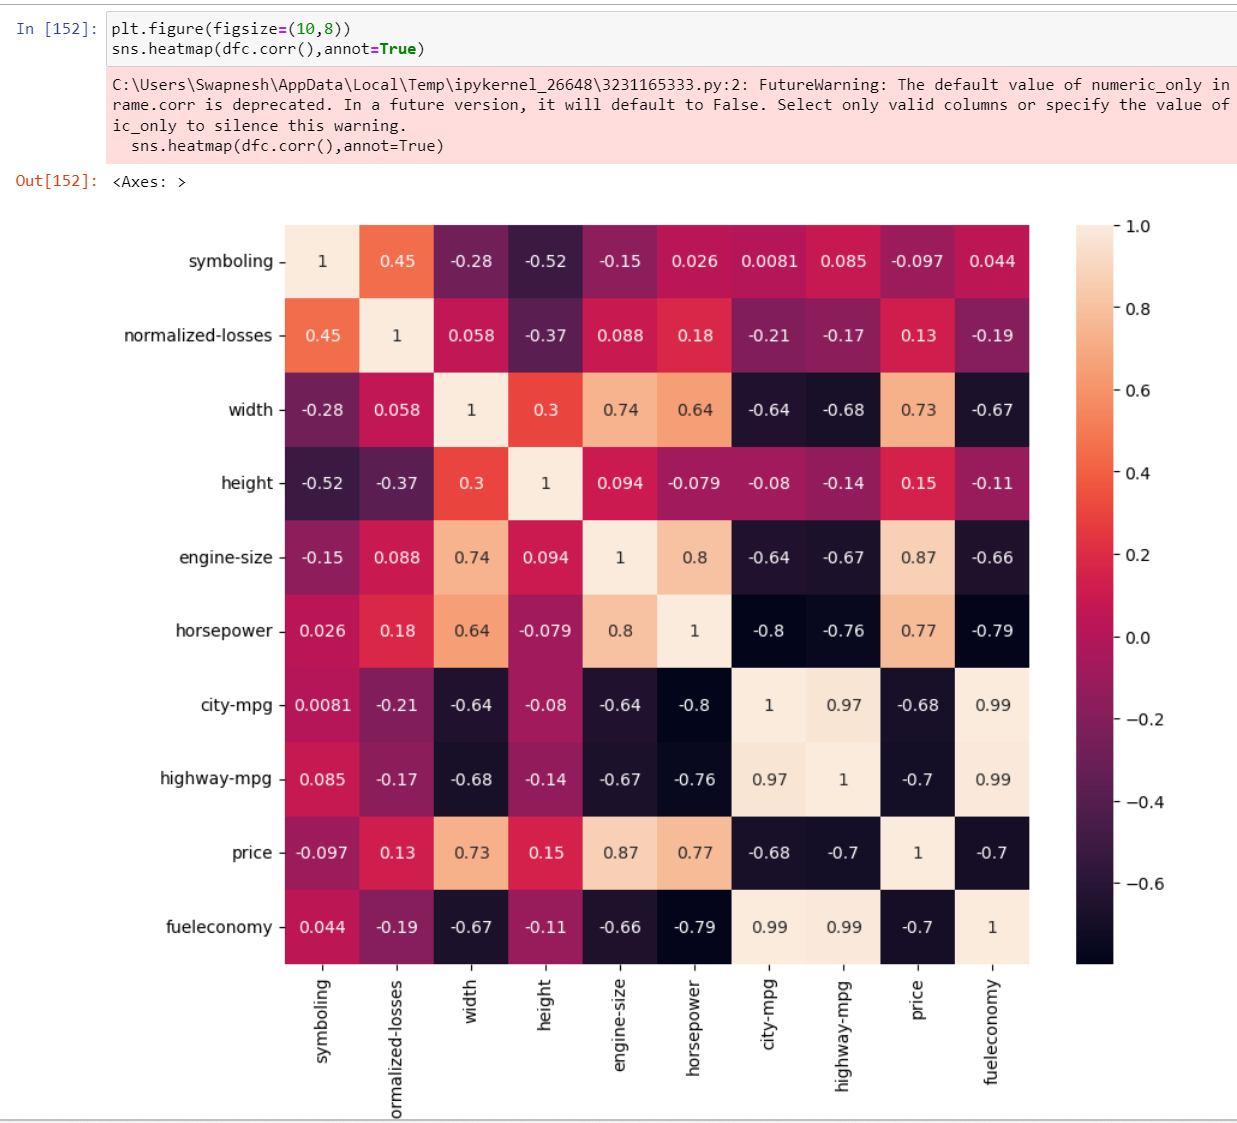 In [152]: plt.figure(figsize=(10,8))
sns.heatmap(dfc.corr(),annot=True)
C:\Users\Swapnesh\AppData\Local\Temp\ipykernel_26648\3231165333.py:2: FutureWarning: The default value of numeric_only in
rame.corr is deprecated. In a future version, it will default to False. Select only valid columns or specify the value of
ic_only to silence this warning.
sns.heatmap(dfc.corr(),annot=True)
Out[152]: <Axes: >
symboling 1 0.45 -0.28 -0.52 -0.15 0.026 0.0081 0.085 -0.097 0.044
normalized-losses 0.45 1 0.058 -0.37 0.088 0.18 -0.21 -0.17 0.13 -0.19
width -0.28 0.058 1 0.3 0.74 0.64 -0.64 -0.68 0.73 -0.67
height -0.52 -0.37 0.3 1 0.094 -0.079 -0.08 -0.14 0.15 -0.11
engine-size -0.15 0.088 0.74 0.094 1 0.8 -0.64 -0.67 0.87 -0.66
horsepower 0.026 0.18 0.64 -0.079 0.8 1 -0.8 -0.76 0.77 -0.79
city-mpg 0.0081 -0.21 -0.64 -0.08 -0.64 -0.8 1 0.97 -0.68 0.99
highway-mpg 0.085 -0.17 -0.68 -0.14 -0.67 -0.76 0.97 1 -0.7 0.99
price -0.097 0.13 0.73 0.15 0.87 0.77 -0.68 -0.7 1 -0.7
fueleconomy 0.044 -0.19 -0.67 -0.11 -0.66 -0.79 0.99 0.99 -0.7 1
symboling
ormalized-losses
width
height
engine-size
horsepower
city-mpg
highway-mpg
price
fueleconomy
1.0
0.8
0.6
0.4
0.2
0.0
−0.2
−0.4
−0.6